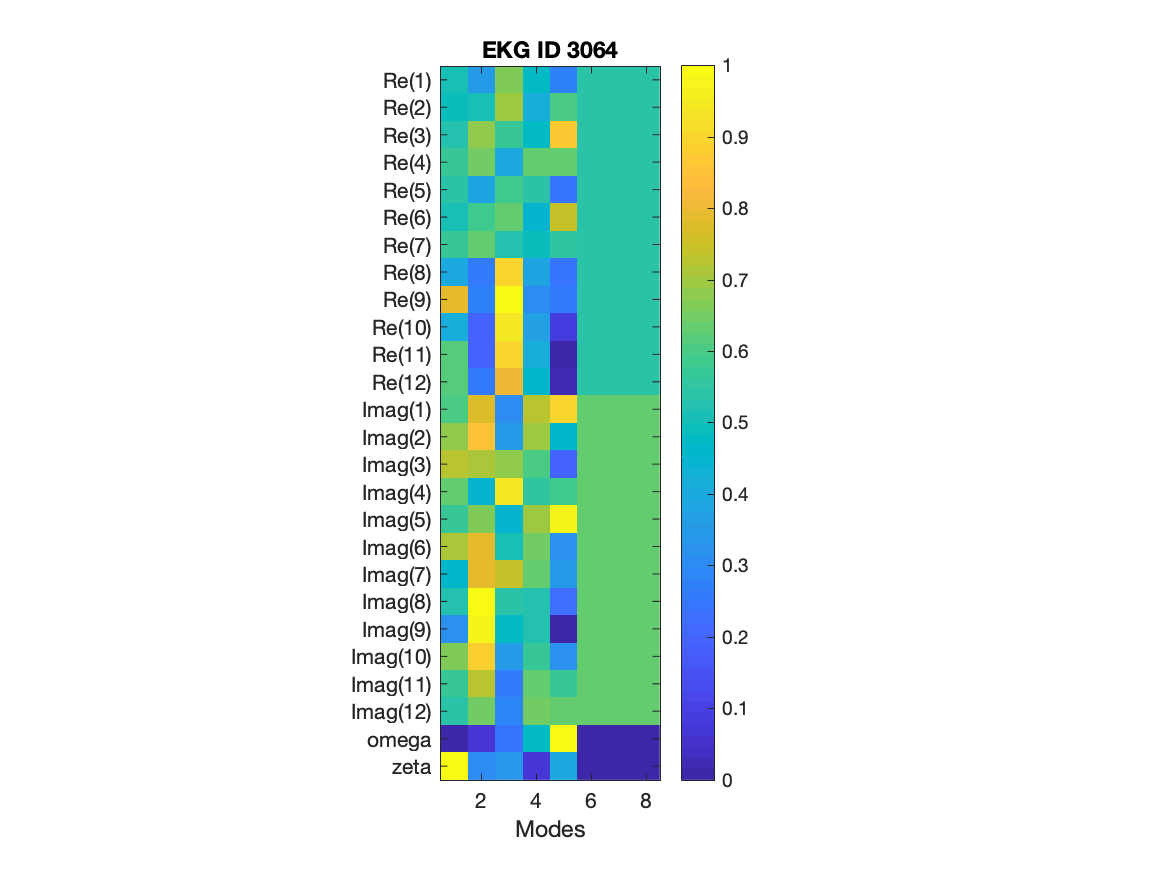 EKG ID 3064
Re(1)
Re(2)
Re(3)
Re(4)
Re(5)
Re(6)
Re(7)
Re(8)
Re(9)
Re(10)
Re(11)
Re(12)
Imag(1)
Imag(2)
Imag(3)
Imag(4)
Imag(5)
Imag(6)
Imag(7)
Imag(8)
Imag(9)
Imag(10)
Imag(11)
Imag(12)
omega
zeta
2 4 6 8
Modes
1
0.9
0.8
0.7
0.6
0.5
0.4
0.3
0.2
0.1
0